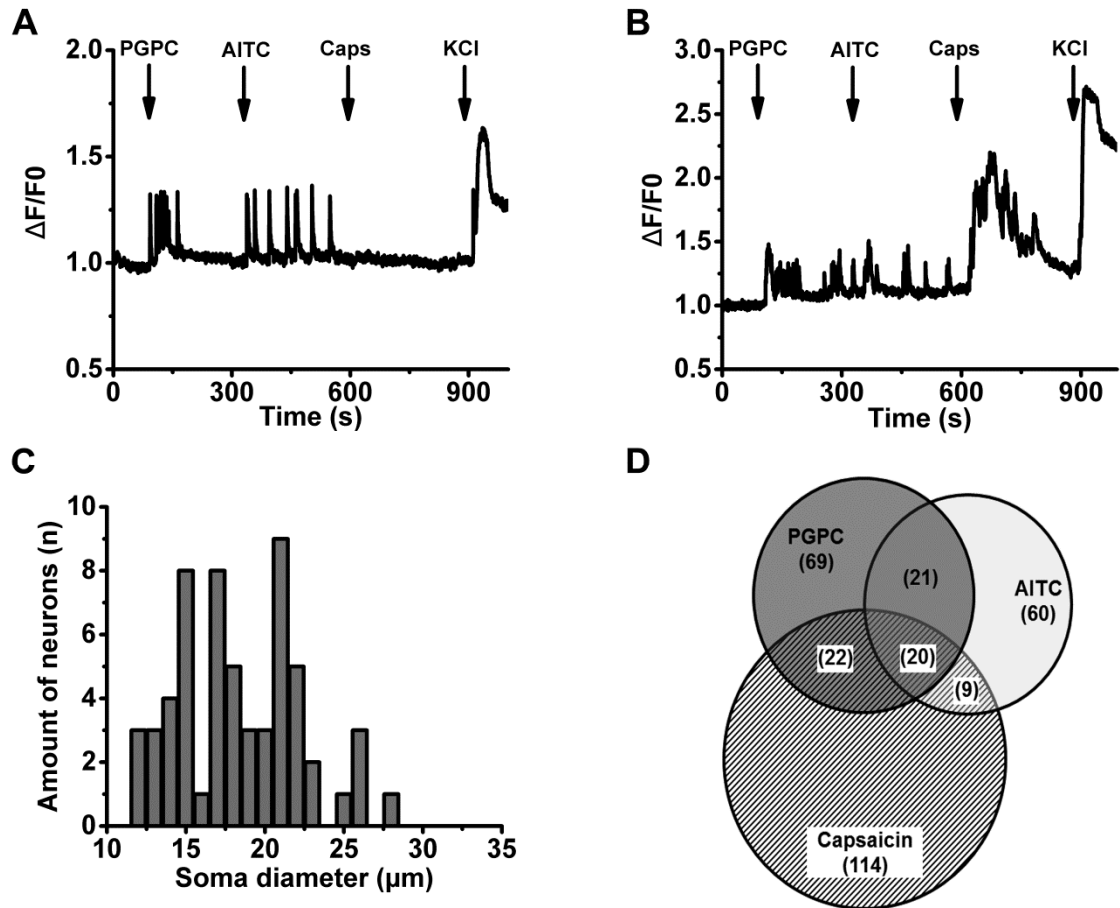 A
PGPC AITC Caps KCl
2.0
1.5
1.0
0.5
ΔF/F0
0 300 600 900
Time (s)
B
PGPC AITC Caps KCl
3.0
2.5
2.0
1.5
1.0
0.5
ΔF/F0
0 300 600 900
Time (s)
C
10
8
6
4
2
0
Amount of neurons (n)
10 15 20 25 30 35
Soma diameter (μm)
D
PGPC
(69)
(21)
AITC
(60)
(22)
(20)
(9)
Capsaicin
(114)